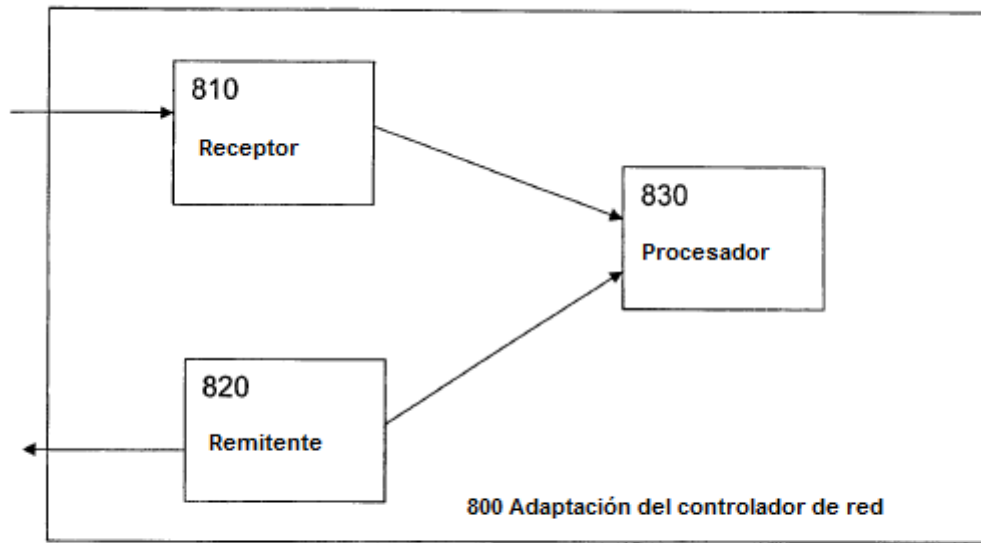 810
Receptor
830
Procesador
820
Remitente
800 Adaptación del controlador de red